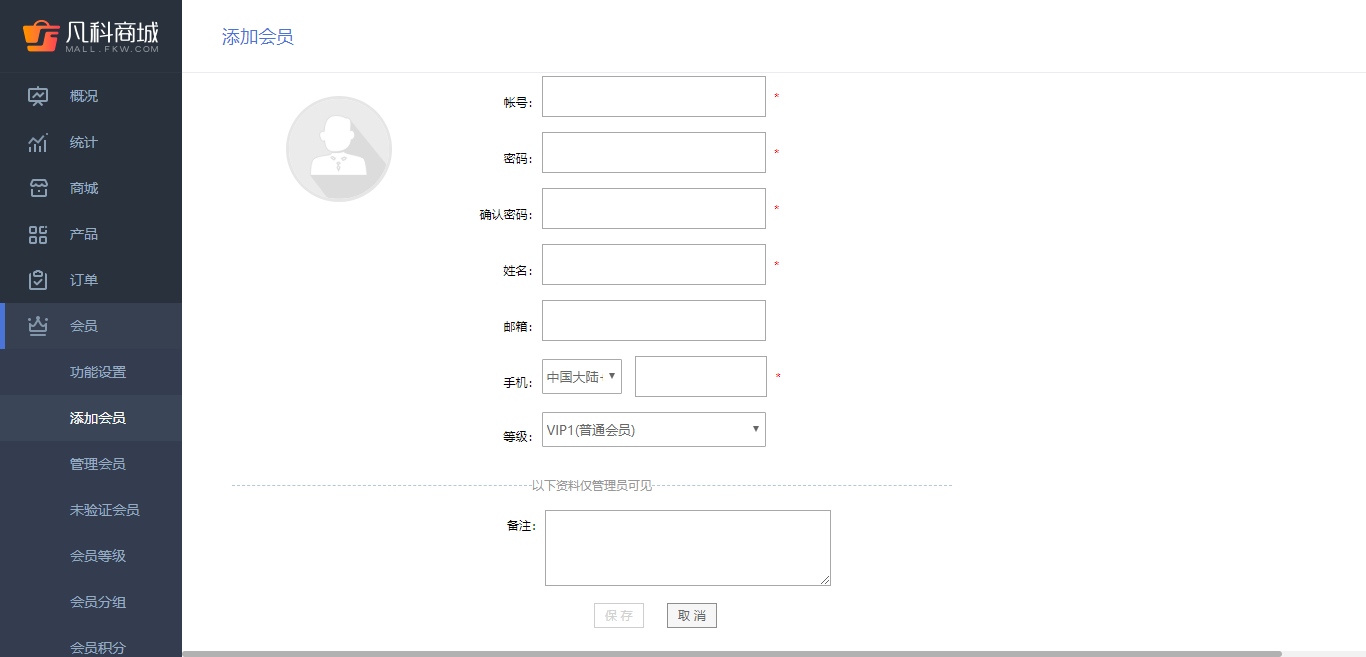 凡科商城
MALL.FKW.COM
添加会员
概况
统计
商城
产品
订单
会员
功能设置
添加会员
管理会员
未验证会员
会员等级
会员分组
会员积分
帐号: *
密码: *
确认密码: *
姓名: *
邮箱:
手机: 中国大陆- *
等级: VIP1(普通会员)
以下资料仅管理员可见
备注:
保存 取消